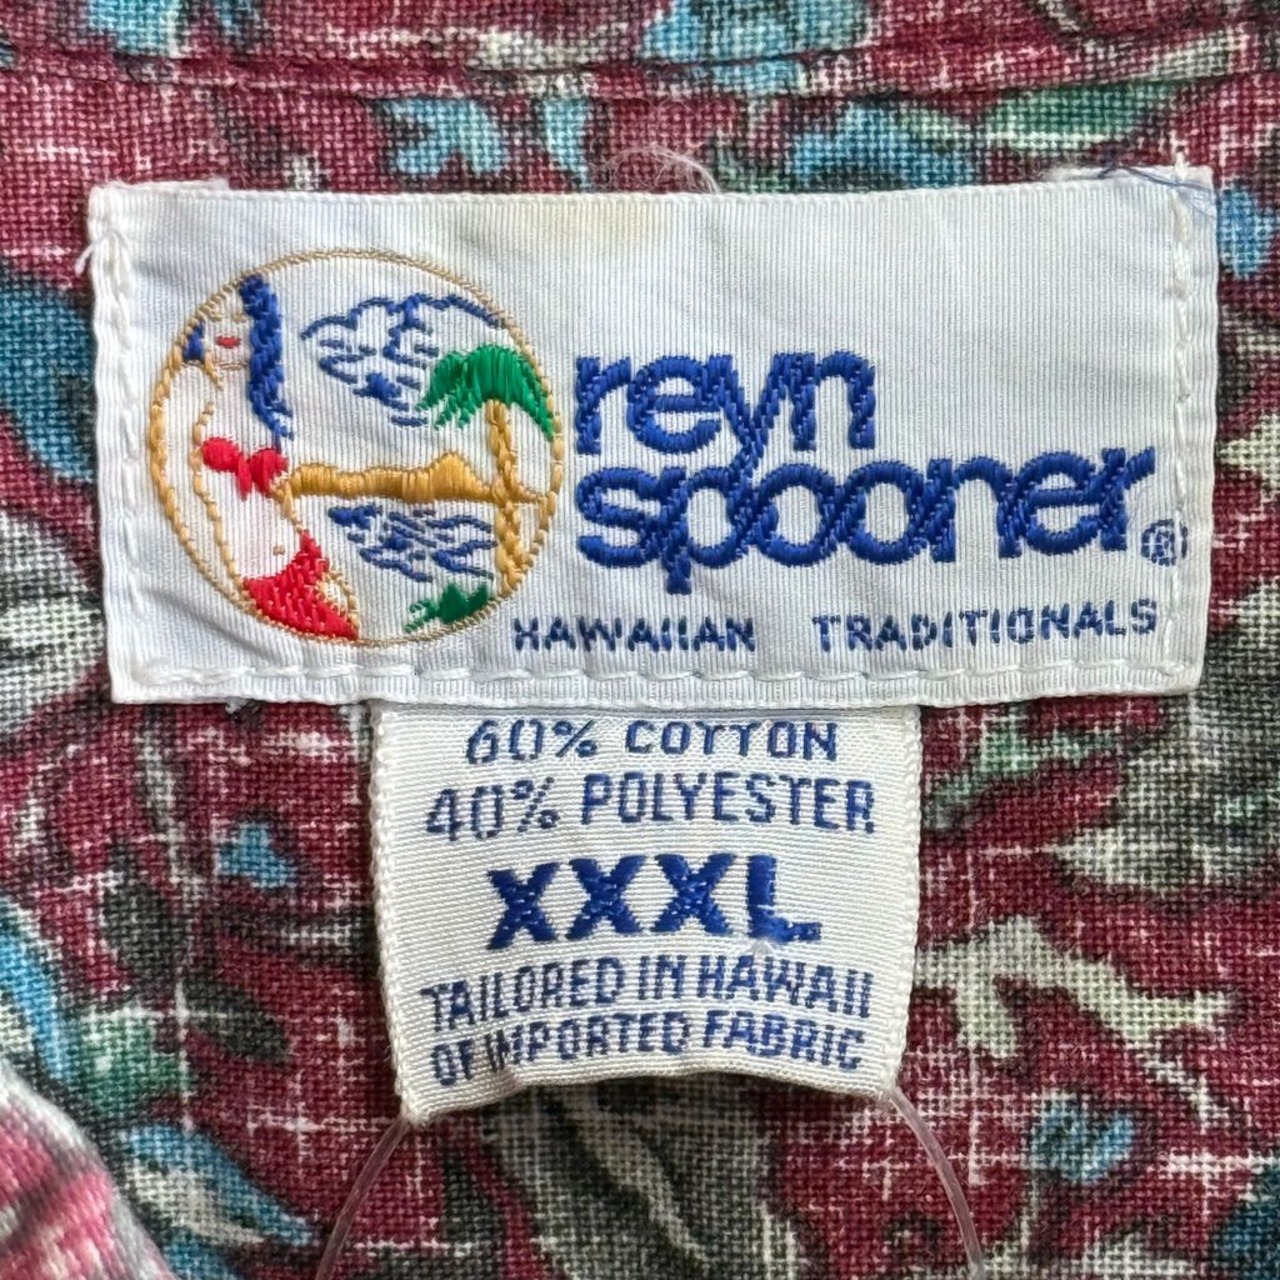 reyn
spooner®
HAWAIIAN TRADITIONALS
60% COTTON
40% POLYESTER
XXXL
TAILORED IN HAWAII
OF IMPORTED FABRIC